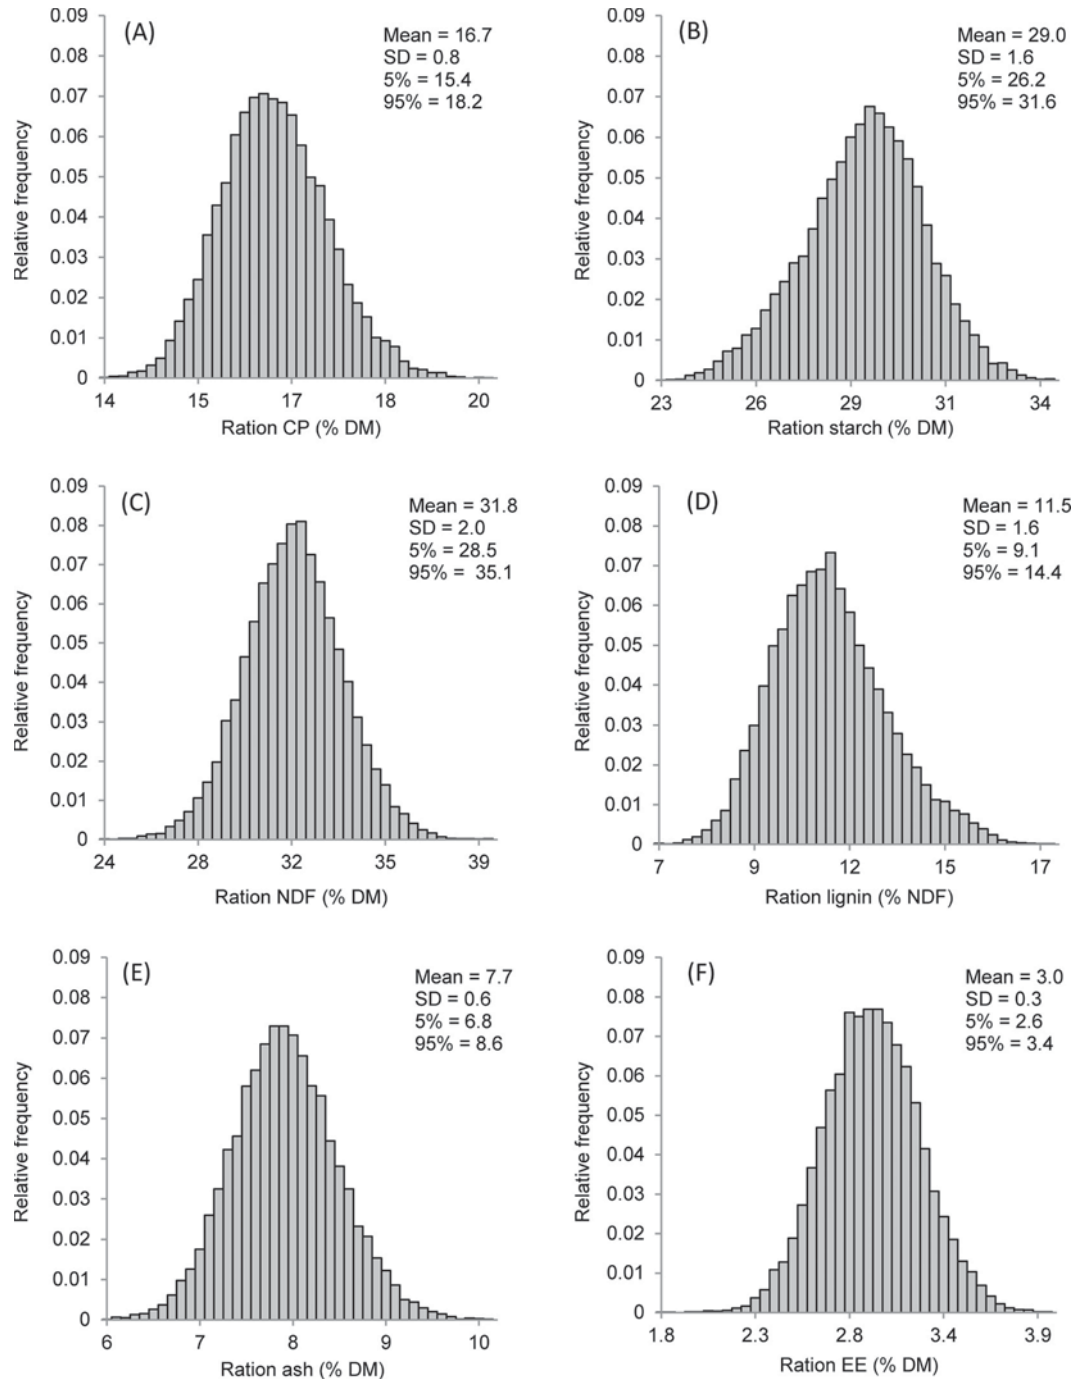 (A)
Mean = 16.7
SD = 0.8
5% = 15.4
95% = 18.2
Relative frequency
0.09
0.08
0.07
0.06
0.05
0.04
0.03
0.02
0.01
0
14 15 17 18 20
Ration CP (% DM)
(B)
Mean = 29.0
SD = 1.6
5% = 26.2
95% = 31.6
Relative frequency
0.09
0.08
0.07
0.06
0.05
0.04
0.03
0.02
0.01
0
23 26 29 31 34
Ration starch (% DM)
(C)
Mean = 31.8
SD = 2.0
5% = 28.5
95% = 35.1
Relative frequency
0.09
0.08
0.07
0.06
0.05
0.04
0.03
0.02
0.01
0
24 28 32 35 39
Ration NDF (% DM)
(D)
Mean = 11.5
SD = 1.6
5% = 9.1
95% = 14.4
Relative frequency
0.09
0.08
0.07
0.06
0.05
0.04
0.03
0.02
0.01
0
7 9 12 15 17
Ration lignin (% NDF)
(E)
Mean = 7.7
SD = 0.6
5% = 6.8
95% = 8.6
Relative frequency
0.09
0.08
0.07
0.06
0.05
0.04
0.03
0.02
0.01
0
6 7 8 9 10
Ration ash (% DM)
(F)
Mean = 3.0
SD = 0.3
5% = 2.6
95% = 3.4
Relative frequency
0.09
0.08
0.07
0.06
0.05
0.04
0.03
0.02
0.01
0
1.8 2.3 2.8 3.4 3.9
Ration EE (% DM)